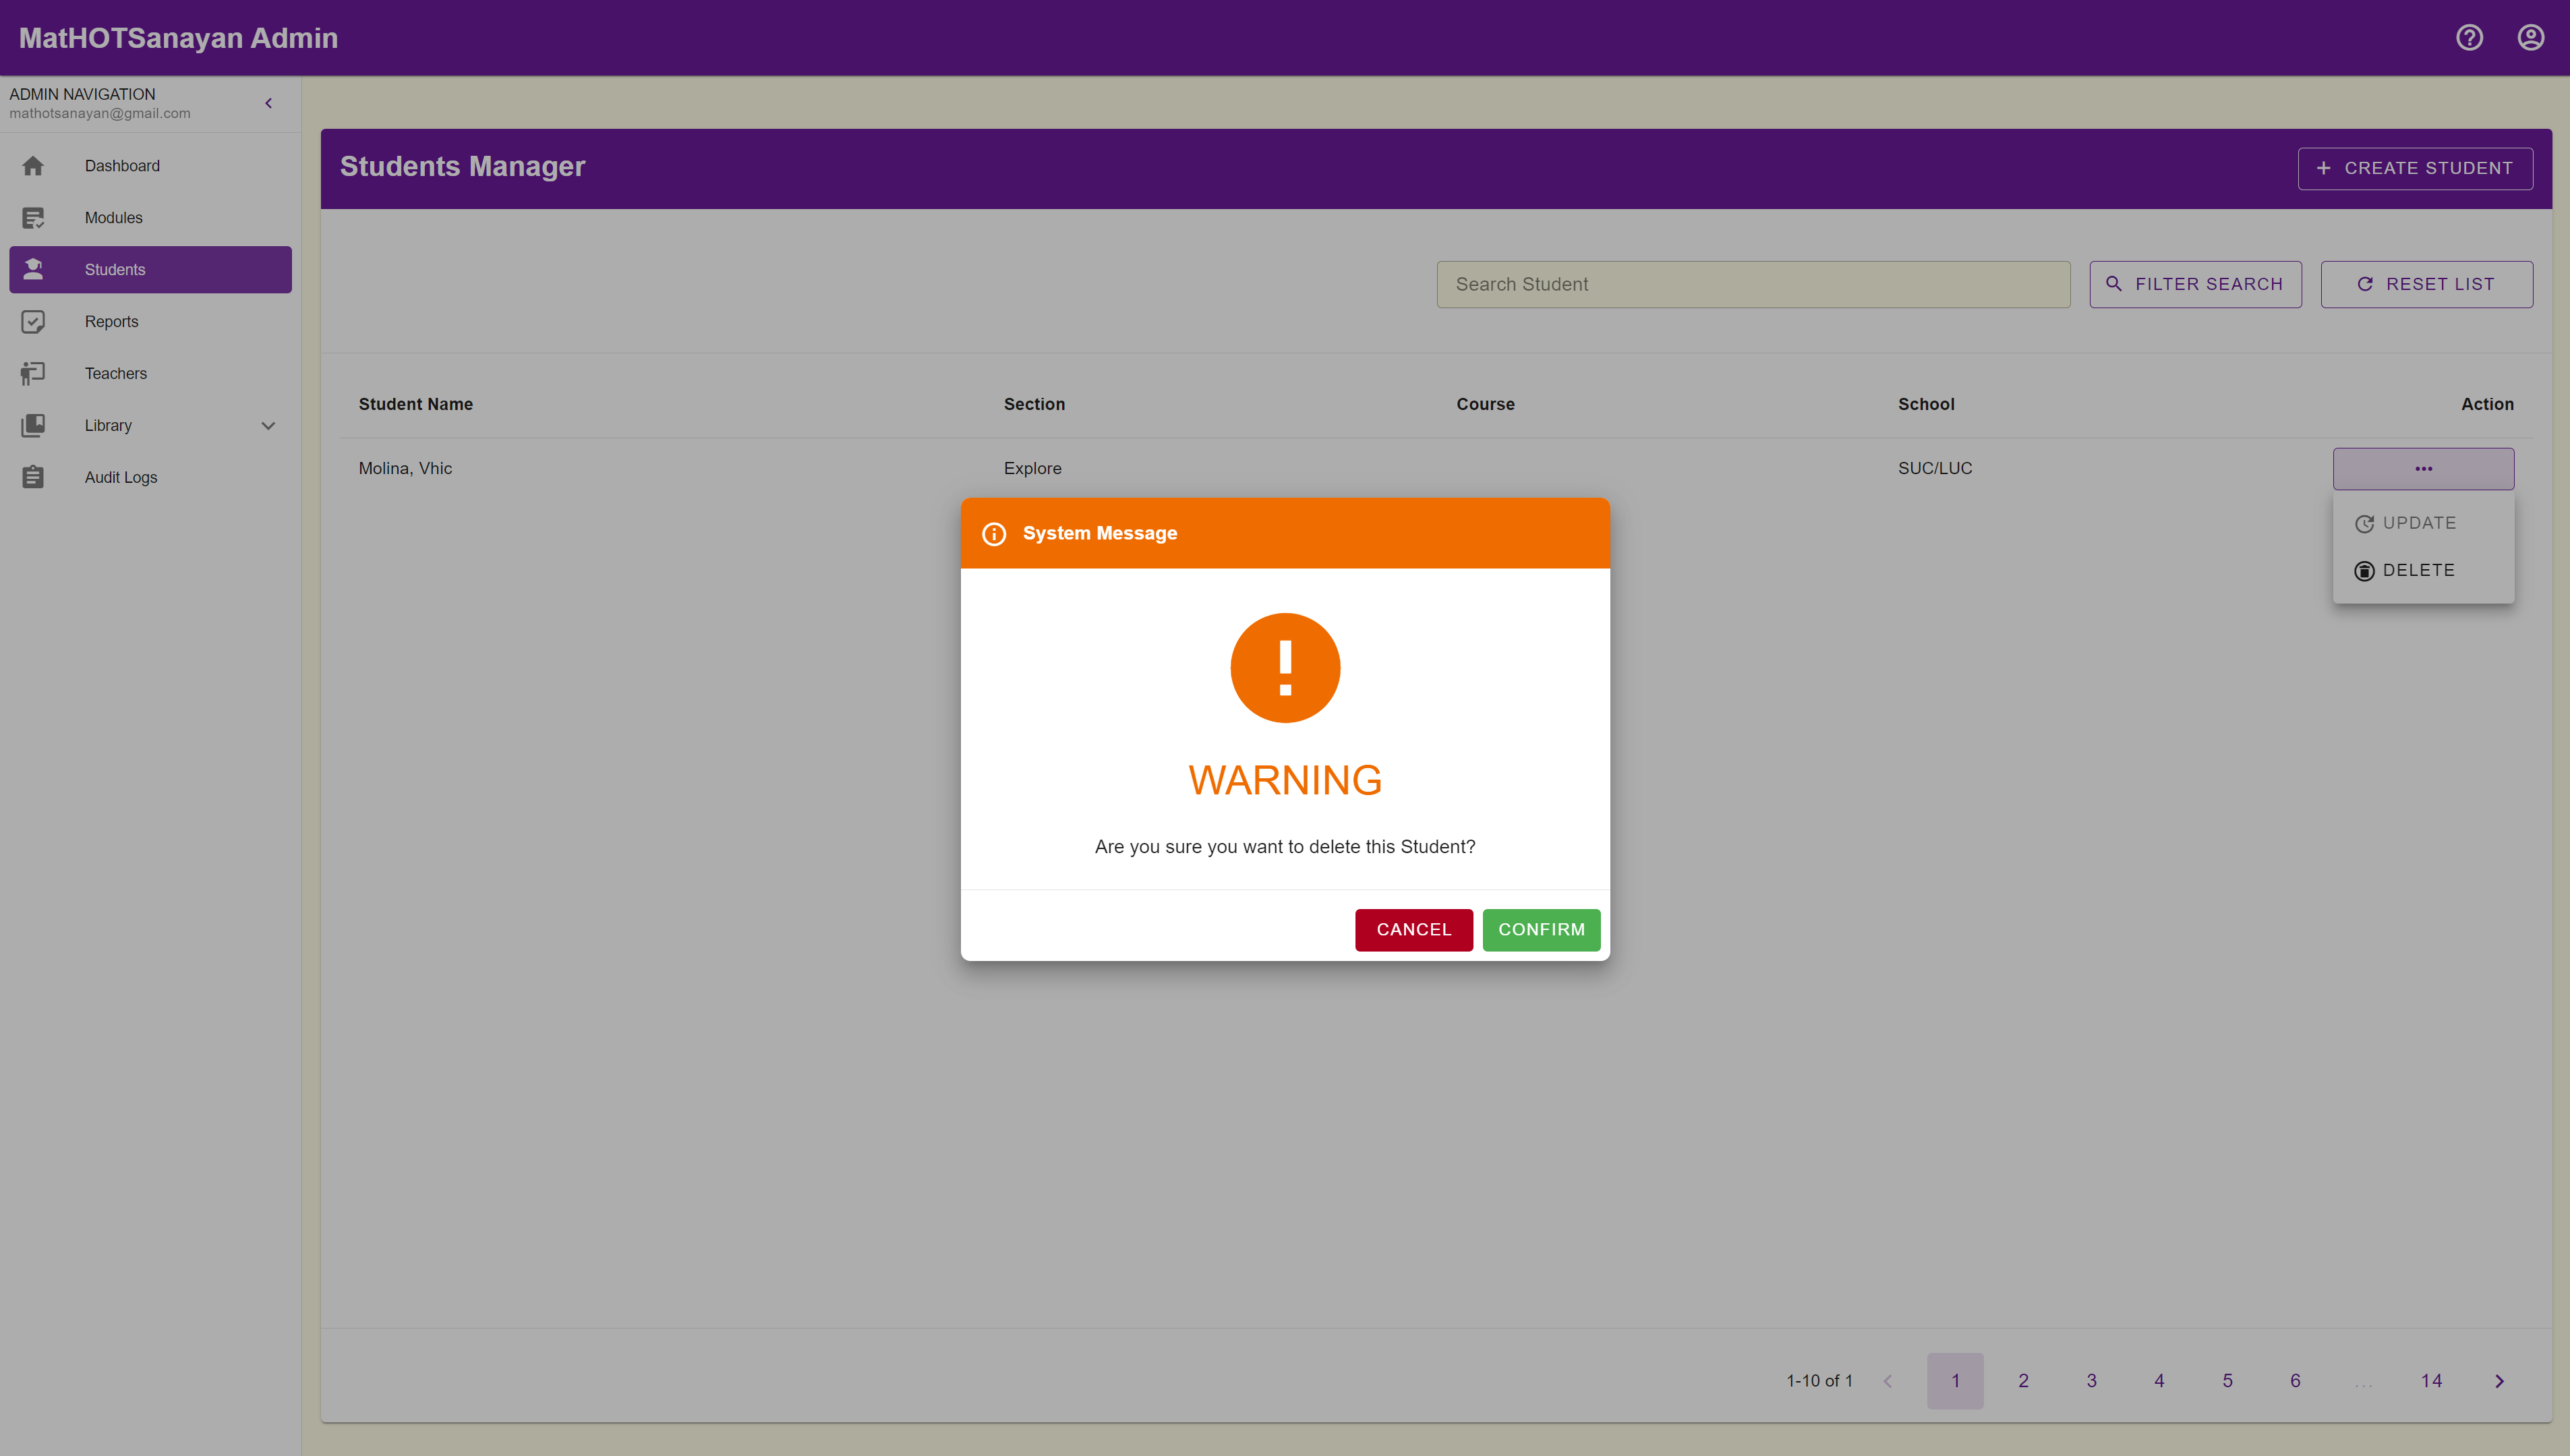 MatHOTSanayan Admin
ADMIN NAVIGATION
mathotsanayan@gmail.com
Dashboard
Modules
Students
Reports
Teachers
Library
Audit Logs
Students Manager
CREATE STUDENT
Search Student
FILTER SEARCH
RESET LIST
Student Name Section Course School Action
Molina, Vhic Explore SUC/LUC ...
UPDATE
DELETE
System Message
WARNING
Are you sure you want to delete this Student?
CANCEL CONFIRM
1-10 of 1 1 2 3 4 5 6 ... 14